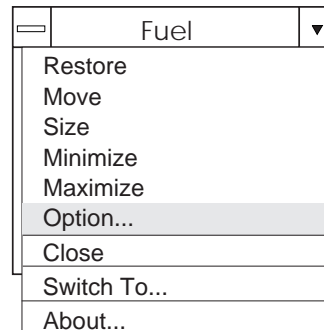 Fuel
Restore
Move
Size
Minimize
Maximize
Option...
Close
Switch To...
About...